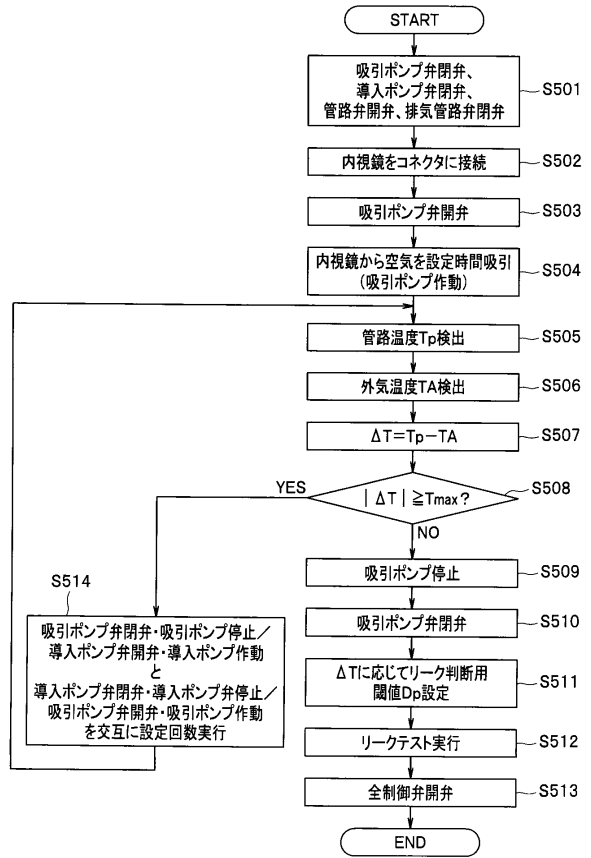 START
吸引ポンプ弁閉弁、
導入ポンプ弁閉弁、
管路弁開弁、排気管路弁閉弁
S501
内視鏡をコネクタに接続
S502
吸引ポンプ弁開弁
S503
内視鏡から空気を設定時間吸引
(吸引ポンプ作動)
S504
管路温度Tp検出
S505
外気温度TA検出
S506
ΔT=Tp-TA
S507
|ΔT|≧Tmax?
S508
YES
NO
吸引ポンプ停止
S509
吸引ポンプ弁閉弁
S510
ΔTに応じてリーク判断用
閾値Dp設定
S511
リークテスト実行
S512
全制御弁開弁
S513
END
S514
吸引ポンプ弁閉弁・吸引ポンプ停止/
導入ポンプ弁開弁・導入ポンプ作動
と
導入ポンプ弁閉弁・導入ポンプ弁停止/
吸引ポンプ弁開弁・吸引ポンプ作動
を交互に設定回数実行